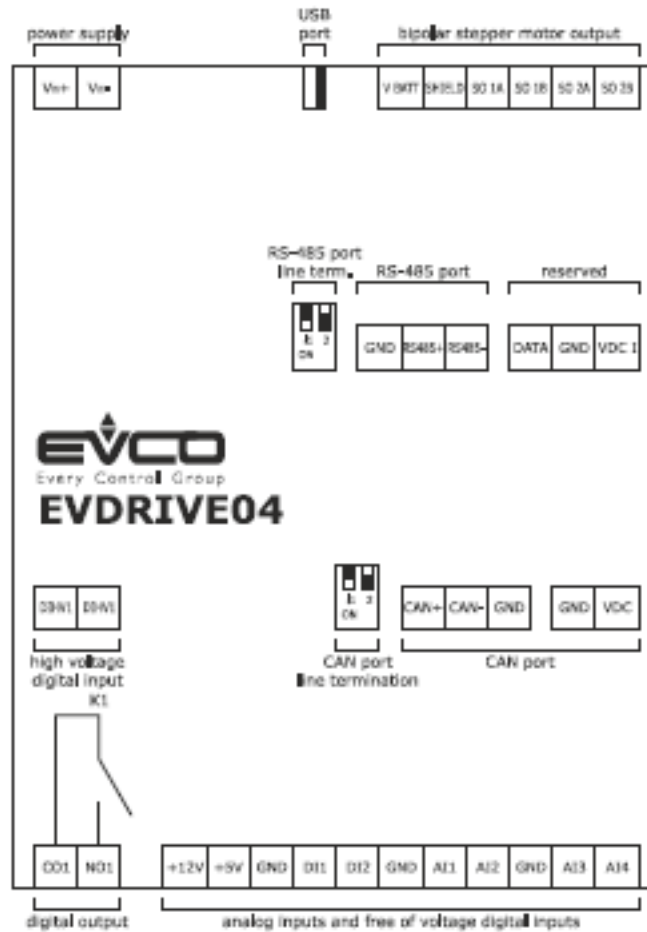 USB
power supply port bipolar stepper motor output
V BATT SHIELD SO 1A SO 1B SO 2A SO 2B
RS-485 port
line term. RS-485 port reserved
1 2
ON
GND RS485+ RS485- DATA GND VDC I
EVCO
Every Control Group
EVDRIVE04
1 2
ON
CAN+ CAN- GND GND VDC
high voltage CAN port CAN port
digital input line termination
K1
CO1 NO1 +12V +5V GND DI1 DI2 GND AI1 AI2 GND AI3 AI4
digital output analog inputs and free of voltage digital inputs